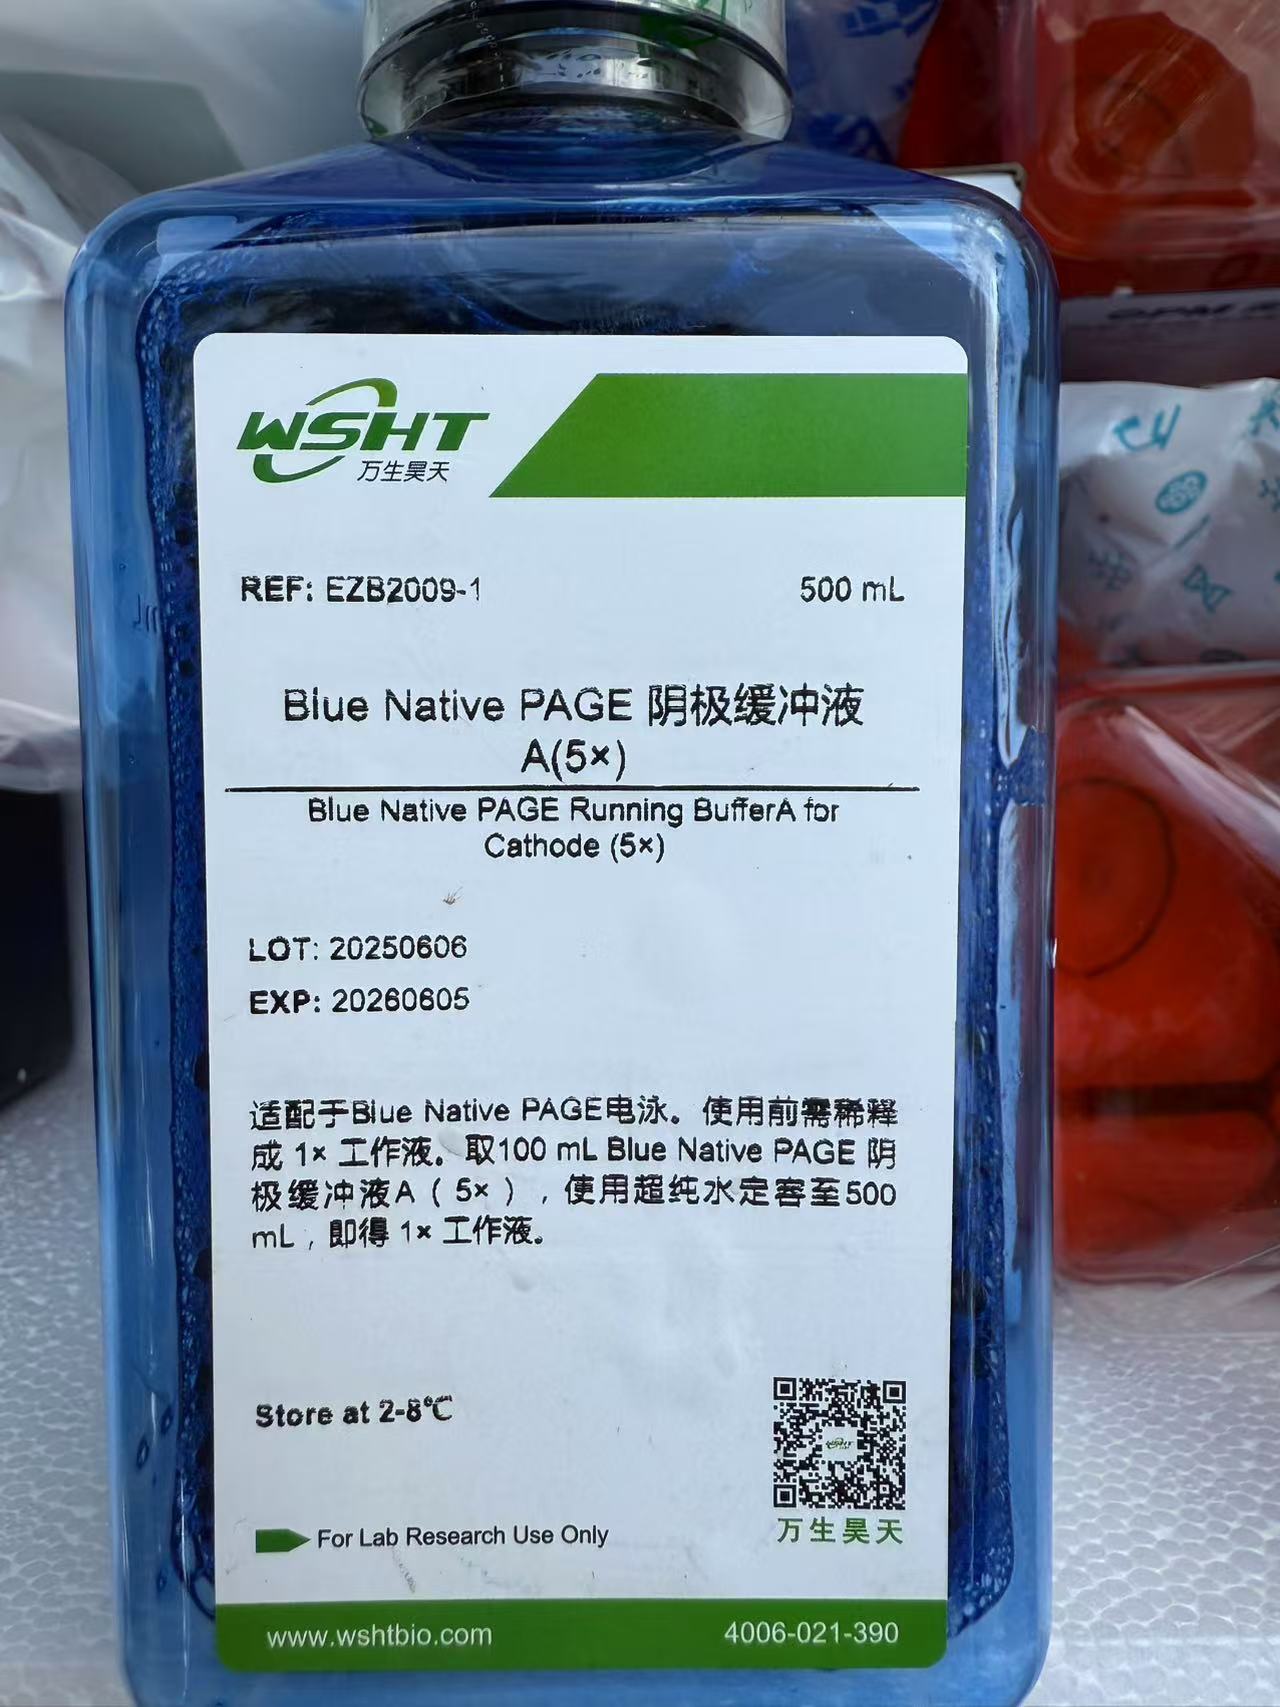 WSHT
万生昊天
REF: EZB2009-1
500 mL
Blue Native PAGE 阴极缓冲液
A(5×)
Blue Native PAGE Running BufferA for
Cathode (5×)
LOT: 20250606
EXP: 20260605
适配于Blue Native PAGE电泳。使用前需稀释
成 1× 工作液。取100 mL Blue Native PAGE 阴
极缓冲液A（5×），使用超纯水定容至500
mL，即得 1× 工作液。
Store at 2-8℃
WSHT
万生昊天
For Lab Research Use Only
www.wshtbio.com
4006-021-390